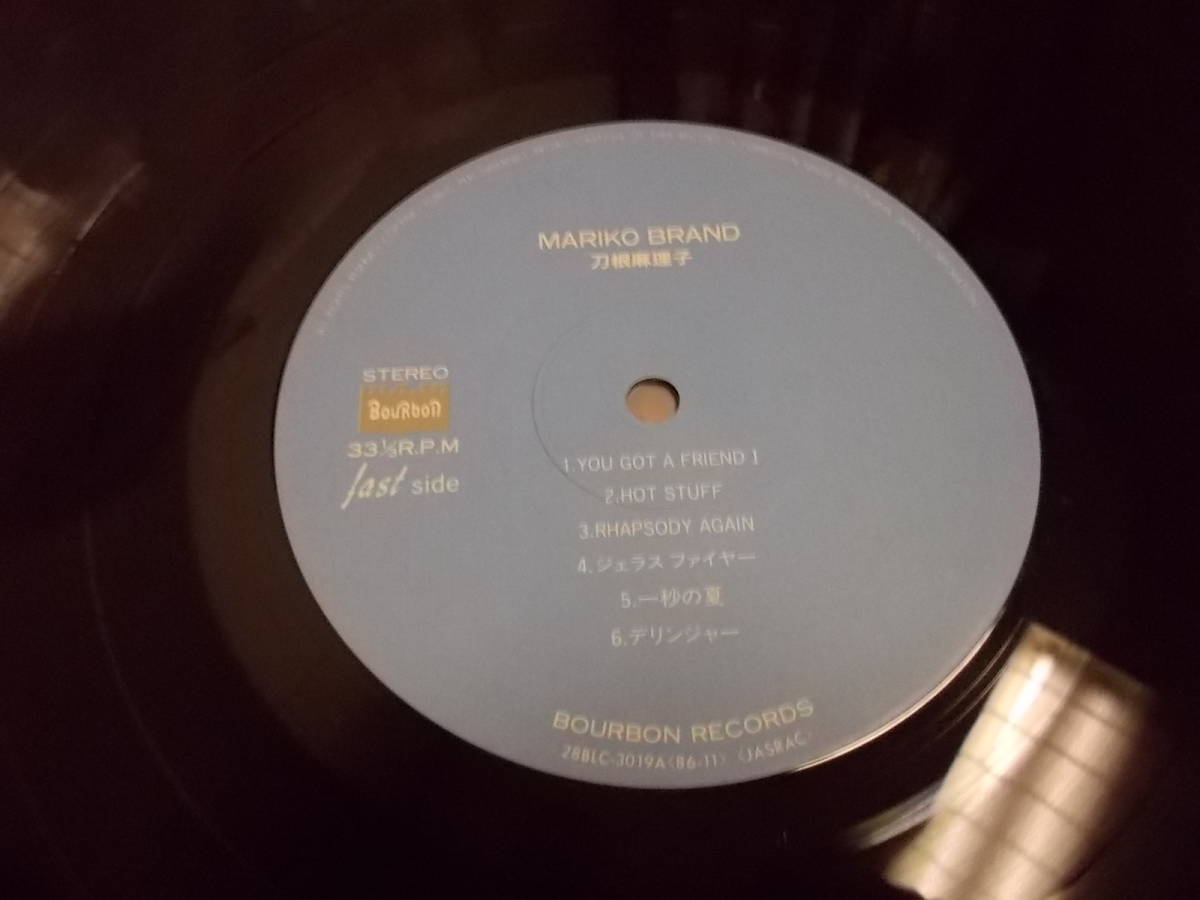 MARIKO BRAND
刀根麻理子
STEREO
BouRbon
33⅓R.P.M
fast side
1.YOU GOT A FRIEND I
2.HOT STUFF
3.RHAPSODY AGAIN
4.ジェラス ファイヤー
5.一秒の夏
6.デリンジャー
BOURBON RECORDS
28BLC-3019A〈86·11〉〈JASRAC